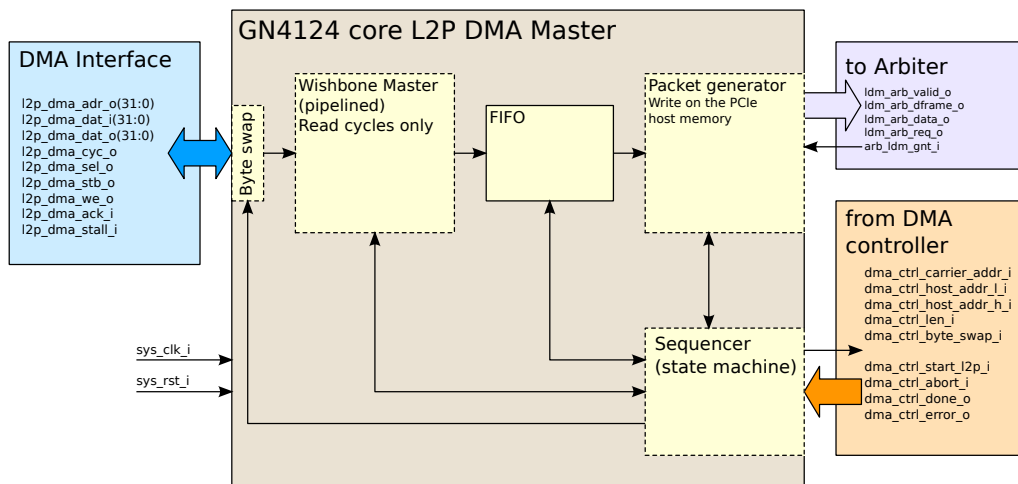 GN4124 core L2P DMA Master
DMA Interface
l2p_dma_adr_o(31:0)
l2p_dma_dat_i(31:0)
l2p_dma_dat_o(31:0)
l2p_dma_cyc_o
l2p_dma_sel_o
l2p_dma_stb_o
l2p_dma_we_o
l2p_dma_ack_i
l2p_dma_stall_i
Byte swap
Wishbone Master
(pipelined)
Read cycles only
FIFO
Packet generator
Write on the PCIe
host memory
to Arbiter
ldm_arb_valid_o
ldm_arb_dframe_o
ldm_arb_data_o
ldm_arb_req_o
arb_ldm_gnt_i
from DMA
controller
dma_ctrl_carrier_addr_i
dma_ctrl_host_addr_l_i
dma_ctrl_host_addr_h_i
dma_ctrl_len_i
dma_ctrl_byte_swap_i
dma_ctrl_start_l2p_i
dma_ctrl_abort_i
dma_ctrl_done_o
dma_ctrl_error_o
Sequencer
(state machine)
sys_clk_i
sys_rst_i